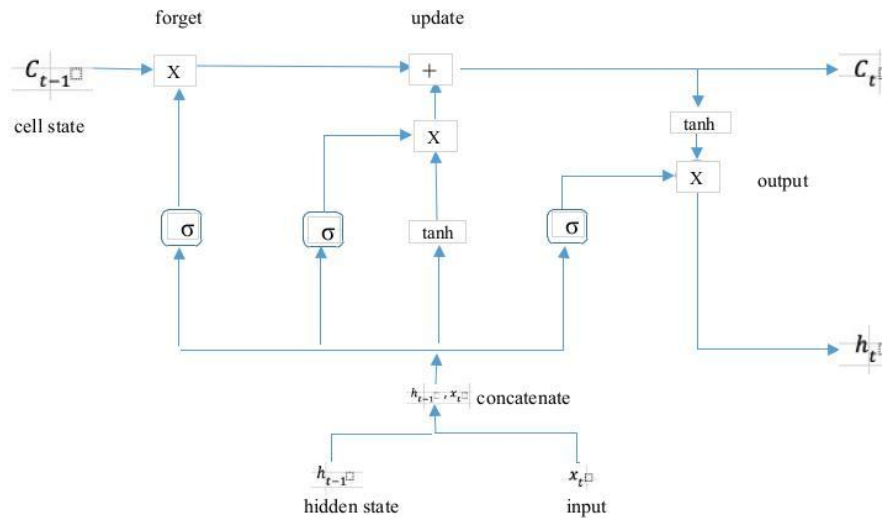 forget update
C_{t-1} X + C_t
cell state
tanh
X
X output
σ σ tanh σ
h_t
h_{t-1}, x_t concatenate
h_{t-1} x_t
hidden state input